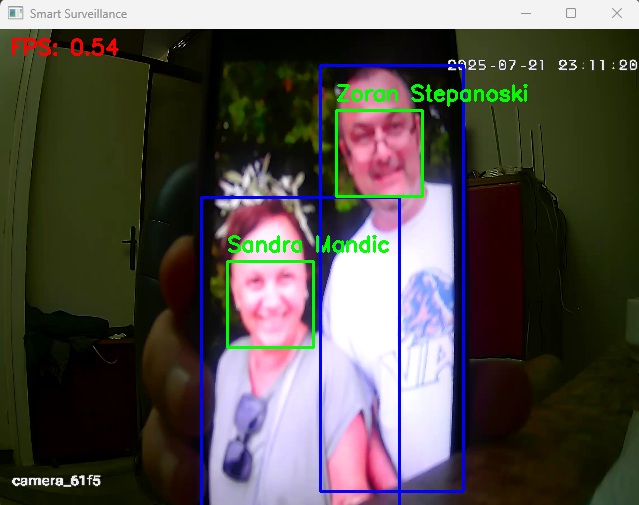 Smart Surveillance
FPS: 0.54
2025-07-21 23:11:20
Zoran Stepanoski
Sandra Mandic
camera_61f5